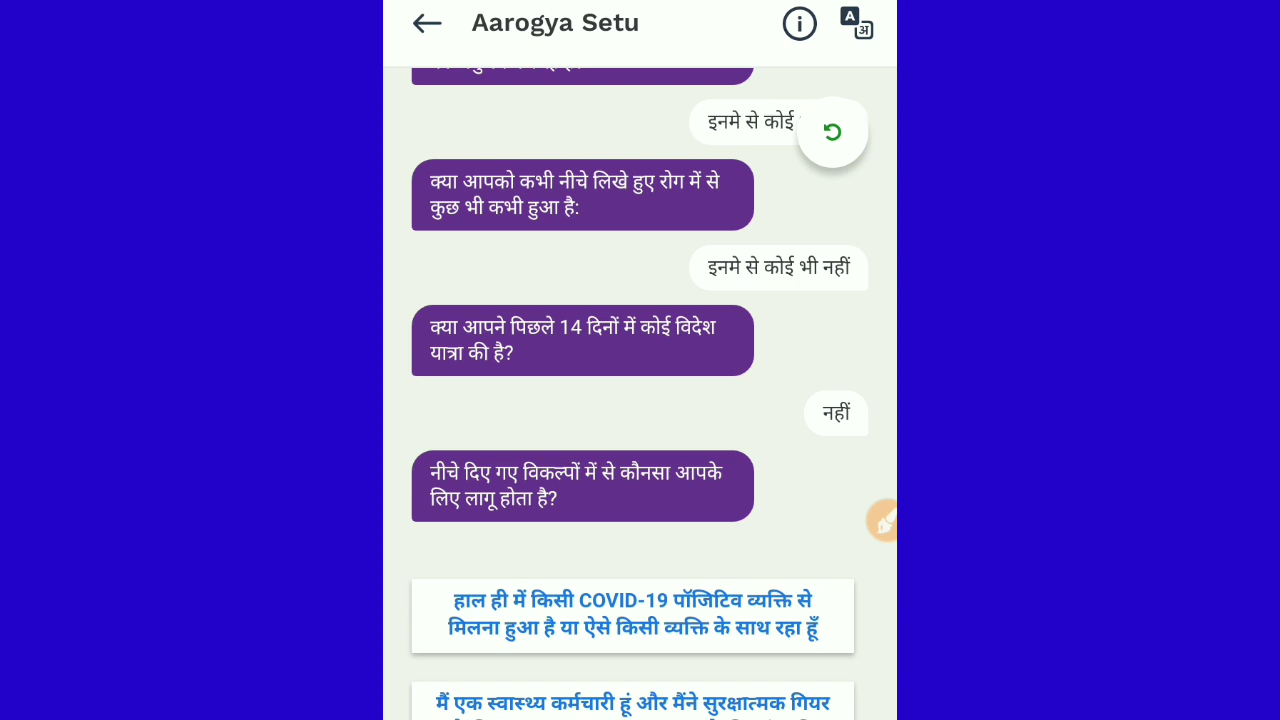 Aarogya Setu
इनमे से कोई
क्या आपको कभी नीचे लिखे हुए रोग में से
कुछ भी कभी हुआ है:
इनमे से कोई भी नहीं
क्या आपने पिछले 14 दिनों में कोई विदेश
यात्रा की है?
नहीं
नीचे दिए गए विकल्पों में से कौनसा आपके
लिए लागू होता है?
हाल ही में किसी COVID-19 पॉजिटिव व्यक्ति से
मिलना हुआ है या ऐसे किसी व्यक्ति के साथ रहा हूँ
मैं एक स्वास्थ्य कर्मचारी हूं और मैंने सुरक्षात्मक गियर